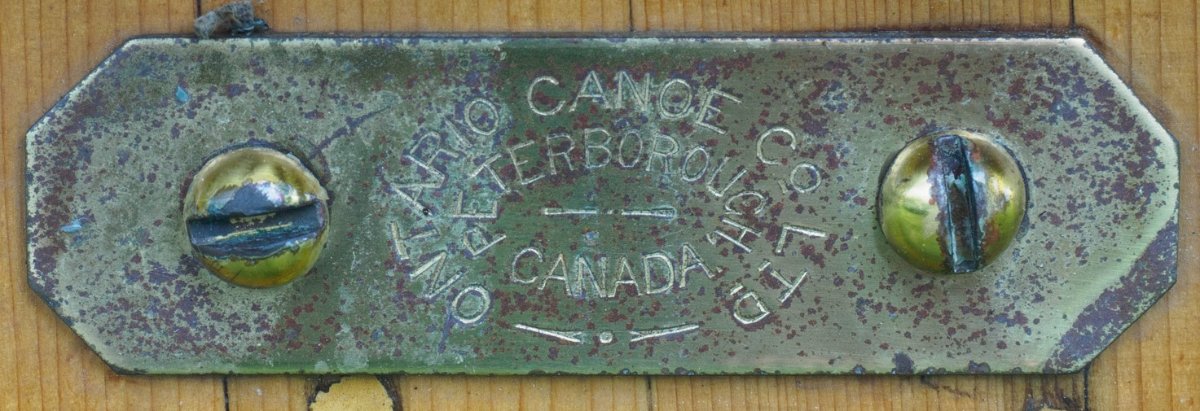 ONTARIO CANOE CO. LTD.
PETERBOROUGH,
CANADA